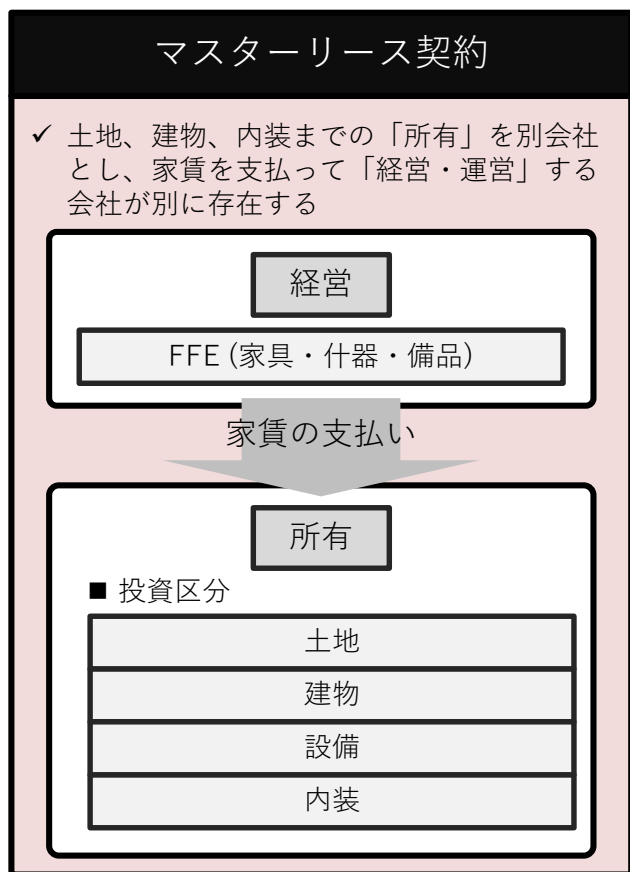 マスターリース契約
✓ 土地、建物、内装までの「所有」を別会社
とし、家賃を支払って「経営・運営」する
会社が別に存在する
経営
FFE (家具・什器・備品)
家賃の支払い
所有
■ 投資区分
土地
建物
設備
内装